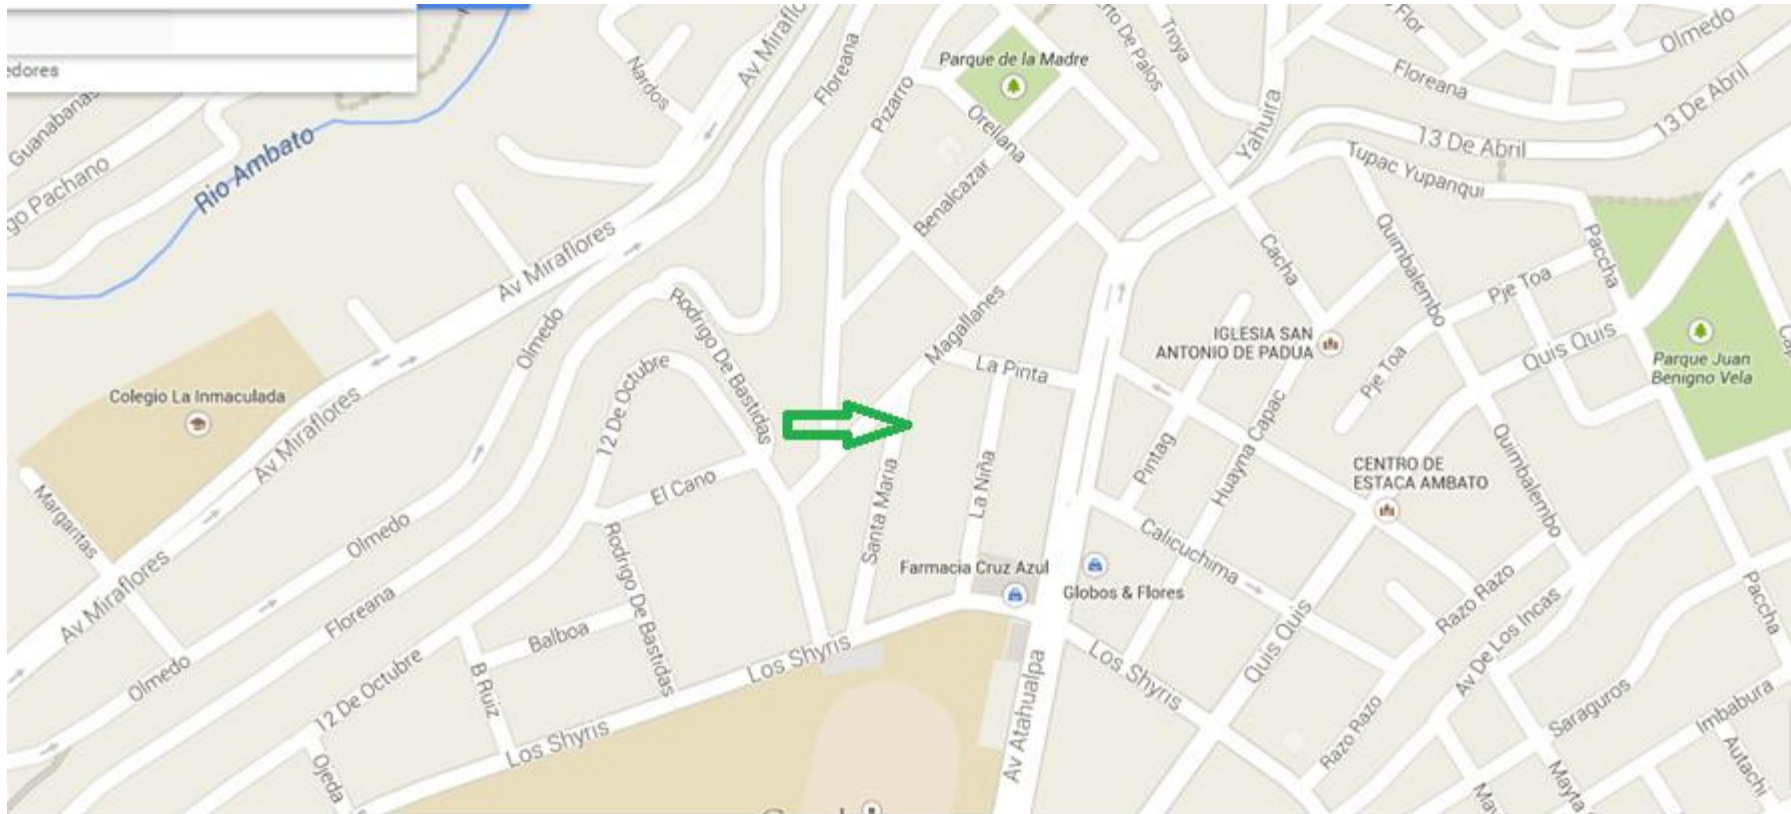 edores
Guanabanas
go Pachano
Rio Ambato
Nardos
Av Miraflo
Floreana
Pizarro
Parque de la Madre
Orellana
Benalcazar
rto De Palos
Troya
Yahuira
Flor
Floreana
Olmedo
13 De Abril
13 De Abril
Tupac Yupanqui
Av Miraflores
Rodrigo De Bastidas
Olmedo
Magallanes
Cacha
Quimbalembo
Paccha
Pje Toa
Colegio La Inmaculada
12 De Octubre
La Pinta
IGLESIA SAN
ANTONIO DE PADUA
Pje Toa
Quis Quis
Parque Juan
Benigno Vela
Av Miraflores
Margaritas
El Cano
Santa Maria
La Niña
Pintag
Huayna Capac
CENTRO DE
ESTACA AMBATO
Quimbalembo
Olmedo
Rodrigo De Bastidas
Calicuchima
Farmacia Cruz Azul
Globos & Flores
Av Miraflores
Floreana
Balboa
Razo Razo
Av De Los Incas
Paccha
Olmedo
12 De Octubre
B Ruiz
Los Shyris
Los Shyris
Quis Quis
Saraguros
Imbabura
Los Shyris
Ojeda
Av Atahualpa
Razo Razo
Mayta
Autachi